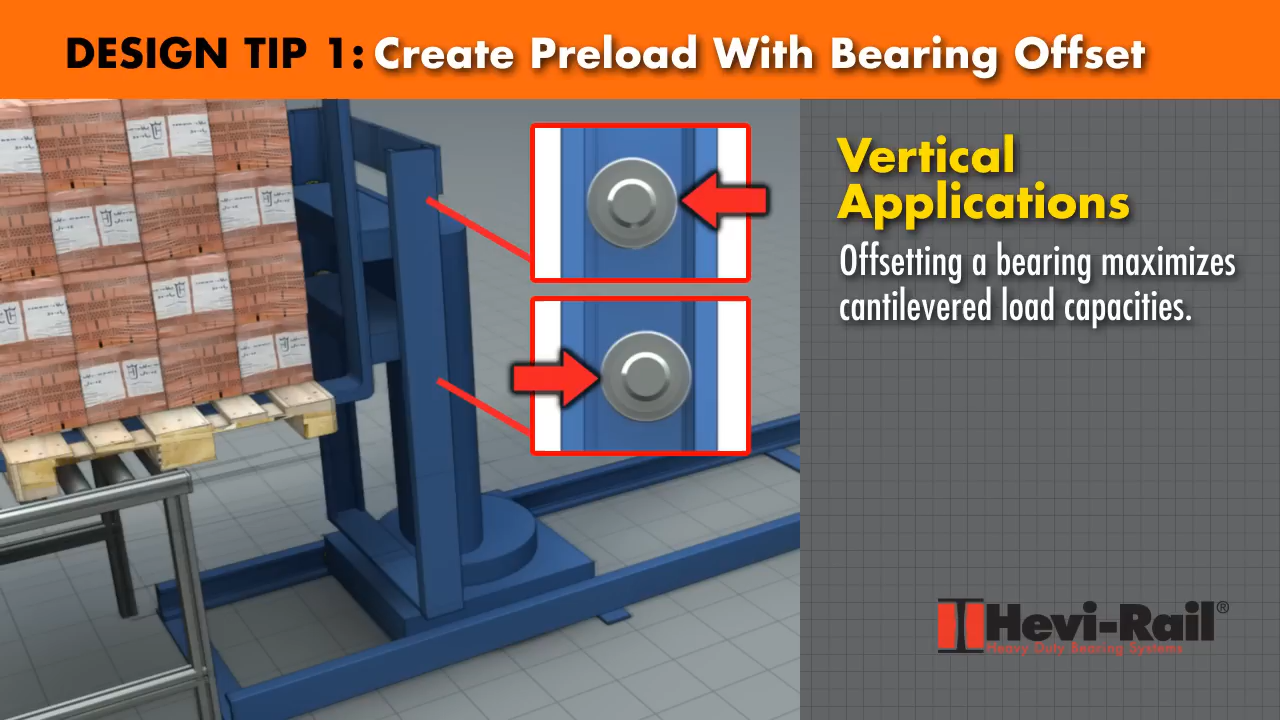 DESIGN TIP 1: Create Preload With Bearing Offset
Vertical
Applications
Offsetting a bearing maximizes
cantilevered load capacities.
Hevi-Rail®
Heavy Duty Bearing Systems